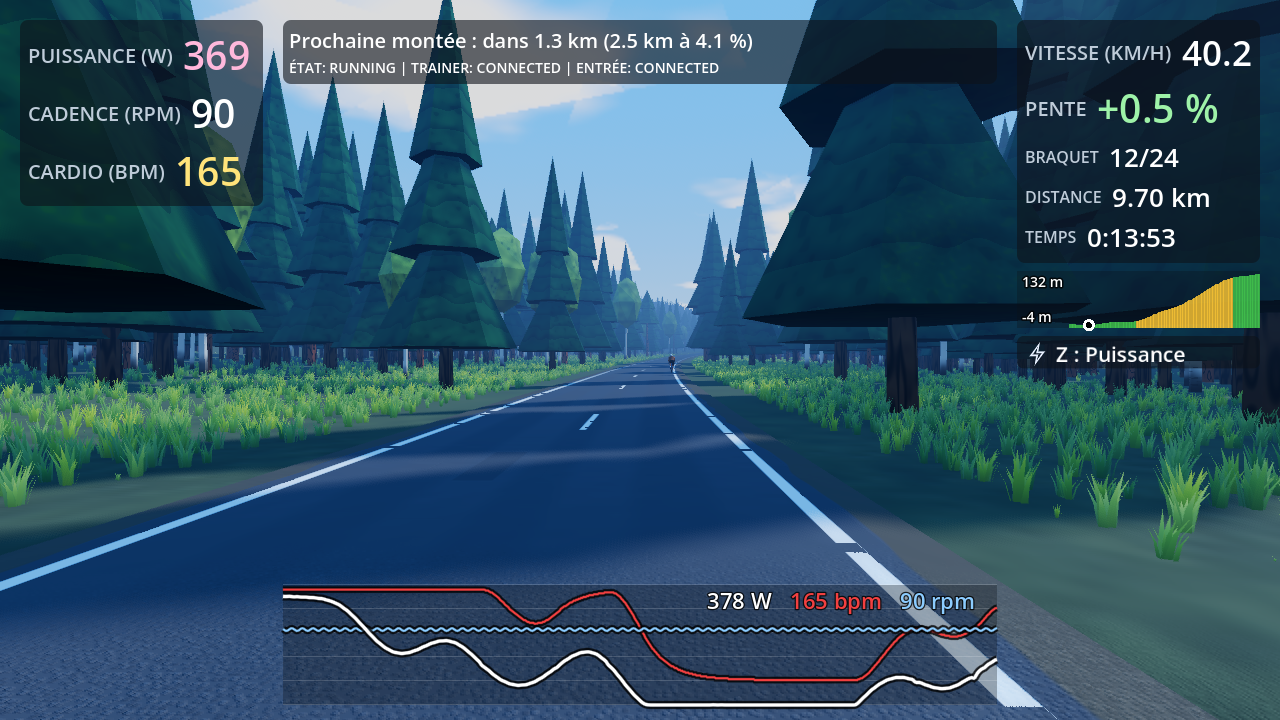 PUISSANCE (W) 369
CADENCE (RPM) 90
CARDIO (BPM) 165
Prochaine montée : dans 1.3 km (2.5 km à 4.1 %)
ÉTAT: RUNNING | TRAINER: CONNECTED | ENTRÉE: CONNECTED
VITESSE (KM/H) 40.2
PENTE +0.5 %
BRAQUET 12/24
DISTANCE 9.70 km
TEMPS 0:13:53
132 m
-4 m
Z : Puissance
378 W 165 bpm 90 rpm